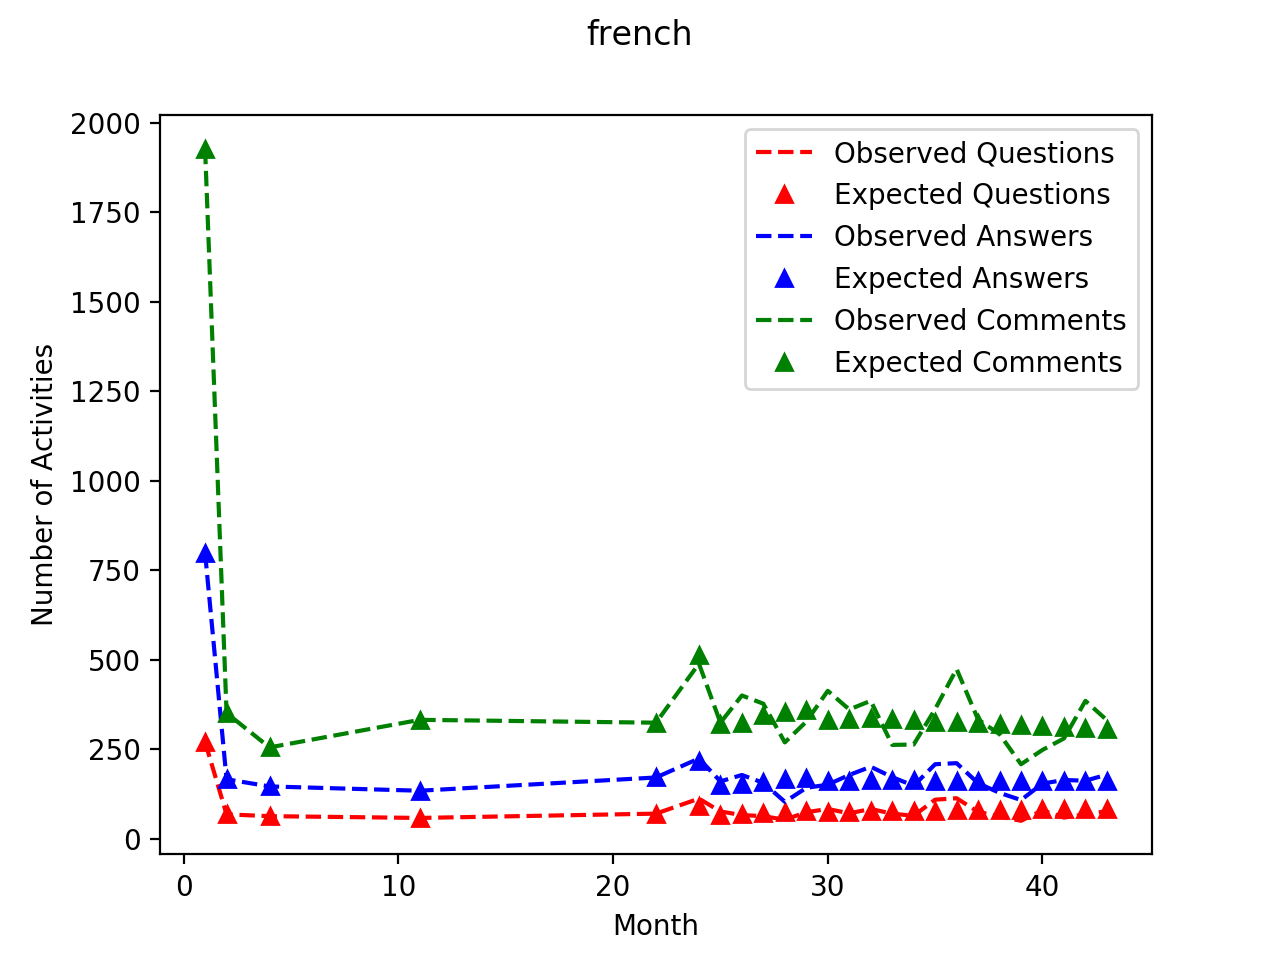 french
2000
1750
1500
1250
1000
750
500
250
0
Number of Activities
0 10 20 30 40
Month
Observed Questions
Expected Questions
Observed Answers
Expected Answers
Observed Comments
Expected Comments